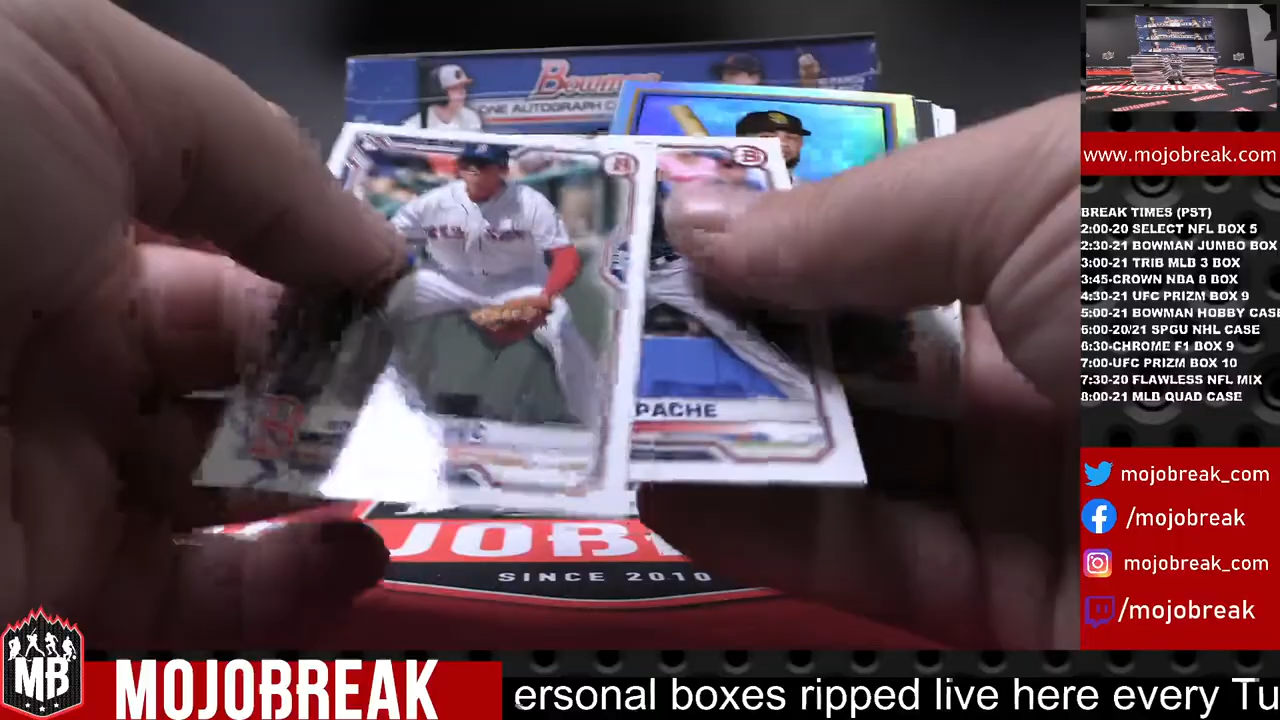 Bowman
ONE AUTOGRAPH
B
B
PACHE
B
JOB
SINCE 2010
MB
MOJOBREAK
ersonal boxes ripped live here every Tu
www.mojobreak.com
BREAK TIMES (PST)
2:00-20 SELECT NFL BOX 5
2:30-21 BOWMAN JUMBO BOX
3:00-21 TRIB MLB 3 BOX
3:45-CROWN NBA 8 BOX
4:30-21 UFC PRIZM BOX 9
5:00-21 BOWMAN HOBBY CASE
6:00-20/21 SPGU NHL CASE
6:30-CHROME F1 BOX 9
7:00-UFC PRIZM BOX 10
7:30-20 FLAWLESS NFL MIX
8:00-21 MLB QUAD CASE
mojobreak_com
/mojobreak
mojobreak_com
/mojobreak